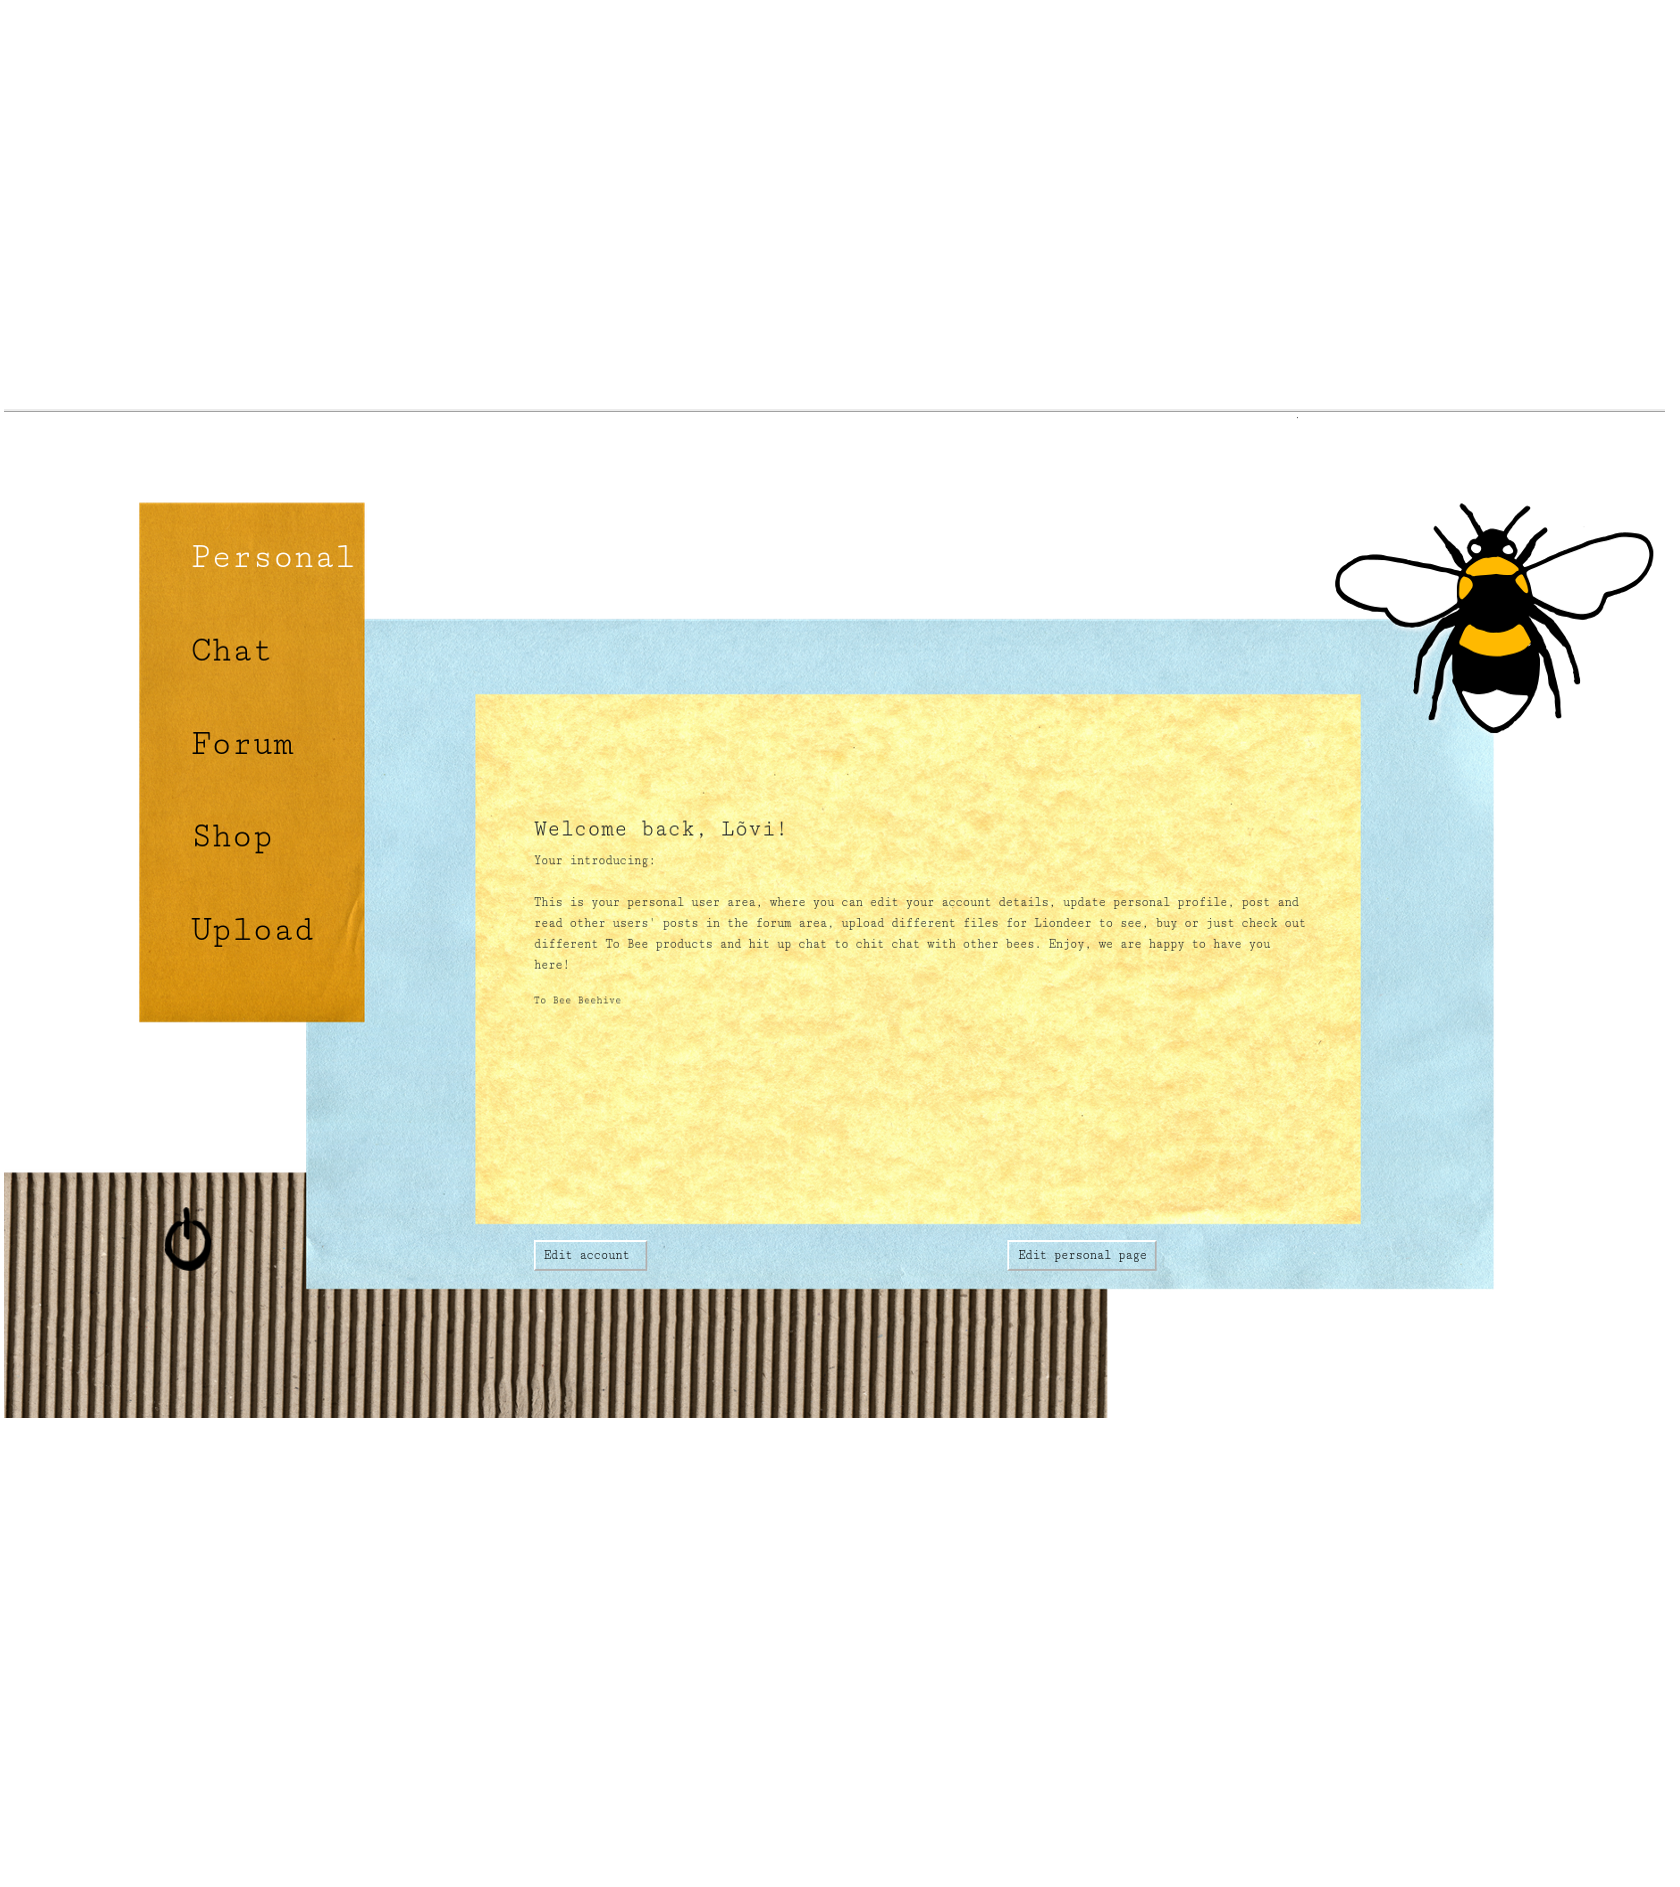 Personal
Chat
Forum
Shop
Upload
Welcome back, Lõvi!
Your introducing:
This is your personal user area, where you can edit your account details, update personal profile, post and
read other users' posts in the forum area, upload different files for Liondeer to see, buy or just check out
different To Bee products and hit up chat to chit chat with other bees. Enjoy, we are happy to have you
here!
To Bee Beehive
Edit account
Edit personal page